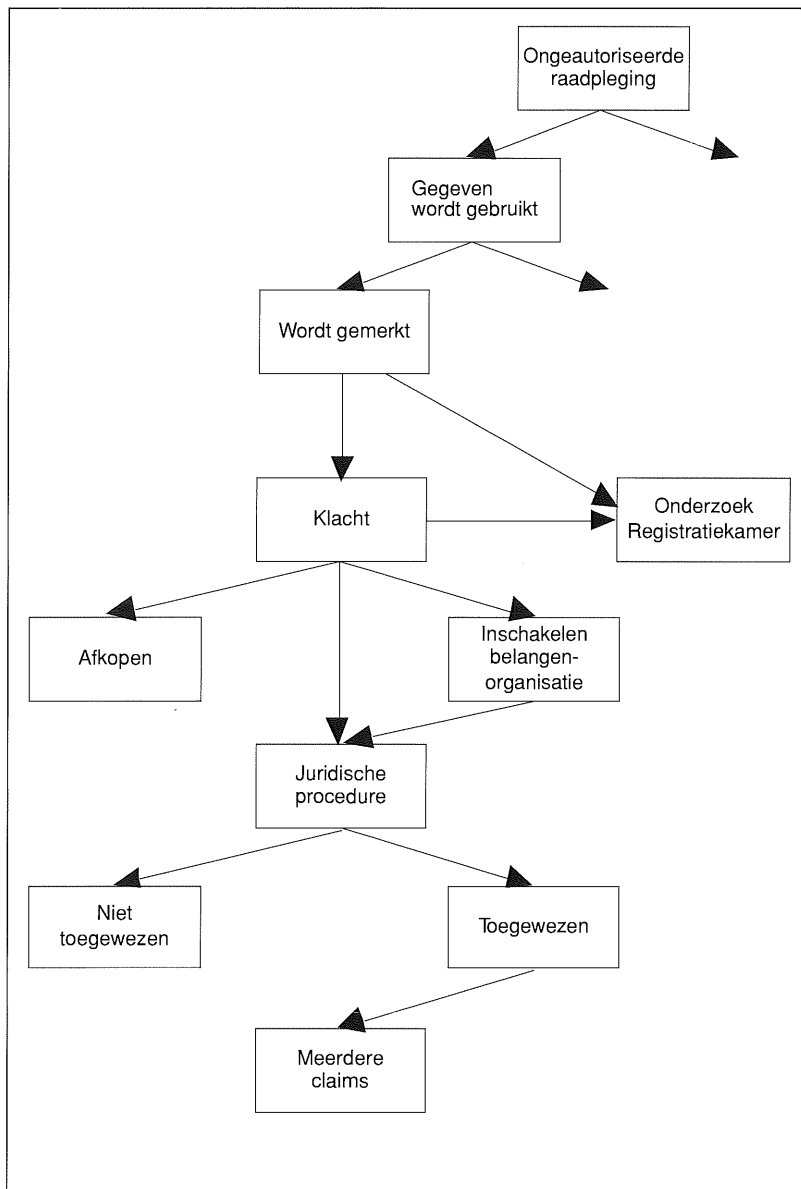 Ongeautoriseerde
raadpleging
Gegeven
wordt gebruikt
Wordt gemerkt
Klacht
Onderzoek
Registratiekamer
Afkopen
Inschakelen
belangen-
organisatie
Juridische
procedure
Niet
toegewezen
Toegewezen
Meerdere
claims